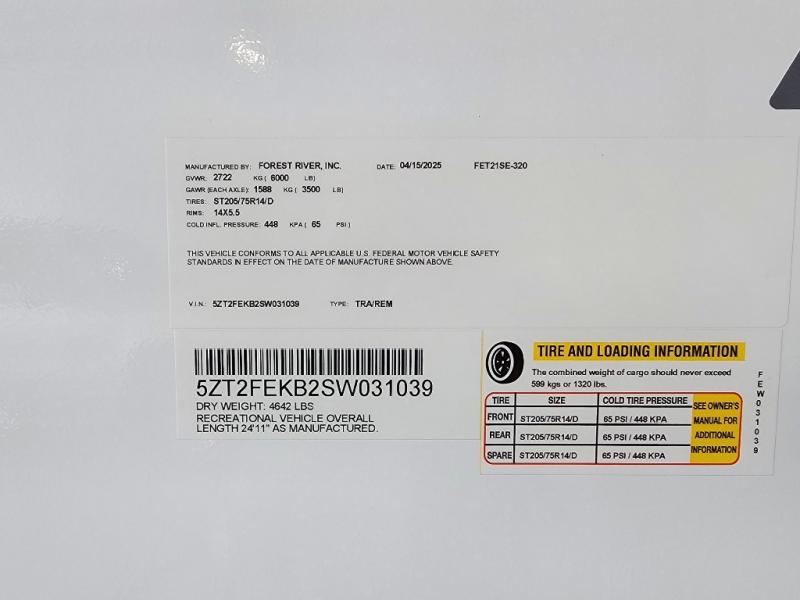 MANUFACTURED BY: FOREST RIVER, INC. DATE: 04/15/2025 FET21SE-320
GVWR: 2722 KG ( 6000 LB)
GAWR (EACH AXLE): 1588 KG ( 3500 LB)
TIRES: ST205/75R14/D
RIMS: 14X5.5
COLD INFL. PRESSURE: 448 KPA ( 65 PSI )
THIS VEHICLE CONFORMS TO ALL APPLICABLE U.S. FEDERAL MOTOR VEHICLE SAFETY
STANDARDS IN EFFECT ON THE DATE OF MANUFACTURE SHOWN ABOVE.
V.I.N.: 5ZT2FEKB2SW031039 TYPE: TRA/REM
5ZT2FEKB2SW031039
DRY WEIGHT: 4642 LBS
RECREATIONAL VEHICLE OVERALL
LENGTH 24'11" AS MANUFACTURED.
TIRE AND LOADING INFORMATION
The combined weight of cargo should never exceed
599 kgs or 1320 lbs.
TIRE SIZE COLD TIRE PRESSURE
FRONT ST205/75R14/D 65 PSI / 448 KPA
REAR ST205/75R14/D 65 PSI / 448 KPA
SPARE ST205/75R14/D 65 PSI / 448 KPA
SEE OWNER'S
MANUAL FOR
ADDITIONAL
INFORMATION
FEW031039